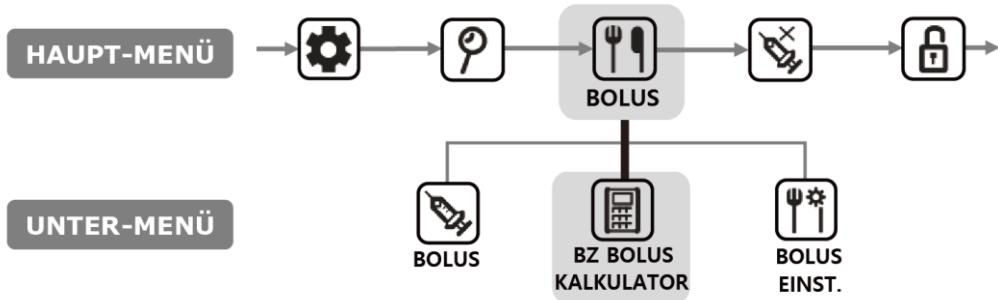 HAUPT-MENÜ
BOLUS
UNTER-MENÜ
BOLUS
BZ BOLUS
KALKULATOR
BOLUS
EINST.